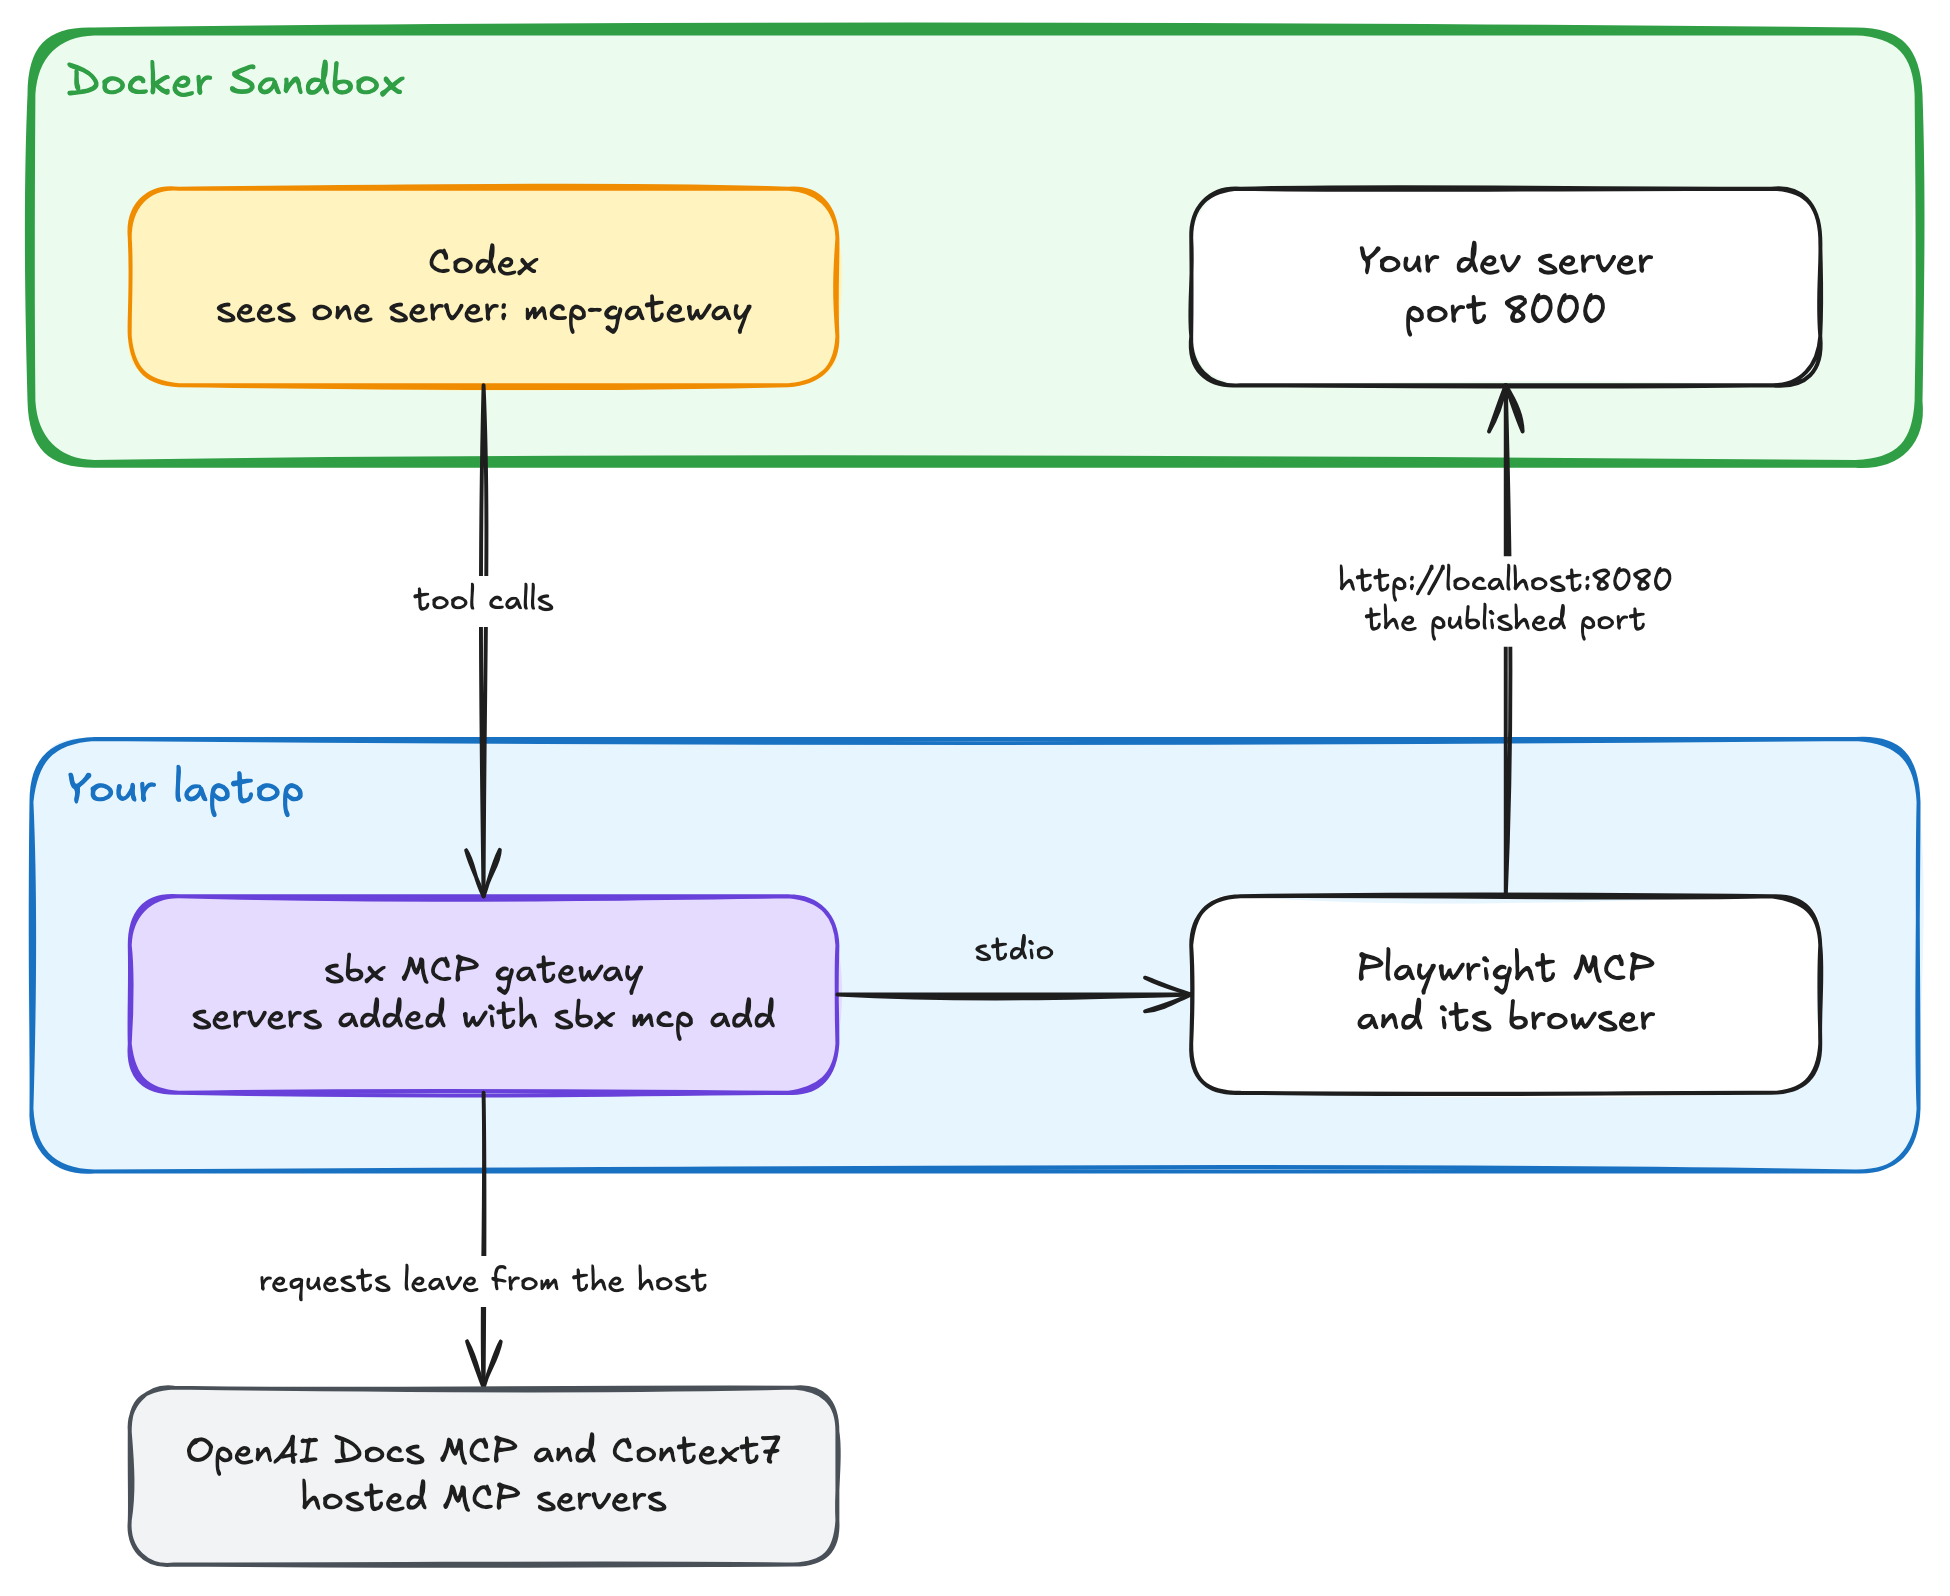 Docker Sandbox
Codex
sees one server: mcp-gateway
Your dev server
port 8000
tool calls
http://localhost:8080
the published port
Your laptop
sbx MCP gateway
servers added with sbx mcp add
stdio
Playwright MCP
and its browser
requests leave from the host
OpenAI Docs MCP and Context7
hosted MCP servers